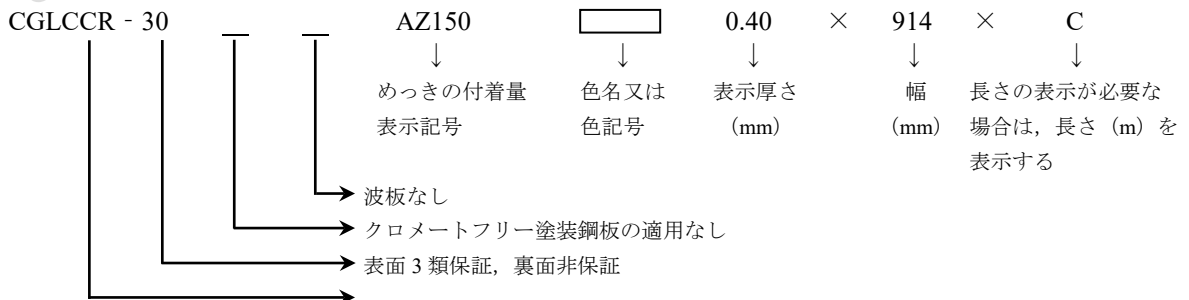 CGLCCR - 30 _ _ AZ150 0.40 × 914 × C
↓ ↓ ↓ ↓ ↓
めっきの付着量 色名又は 表示厚さ 幅 長さの表示が必要な
表示記号 色記号 (mm) (mm) 場合は,長さ(m)を
表示する
波板なし
クロメートフリー塗装鋼板の適用なし
表面 3 類保証,裏面非保証